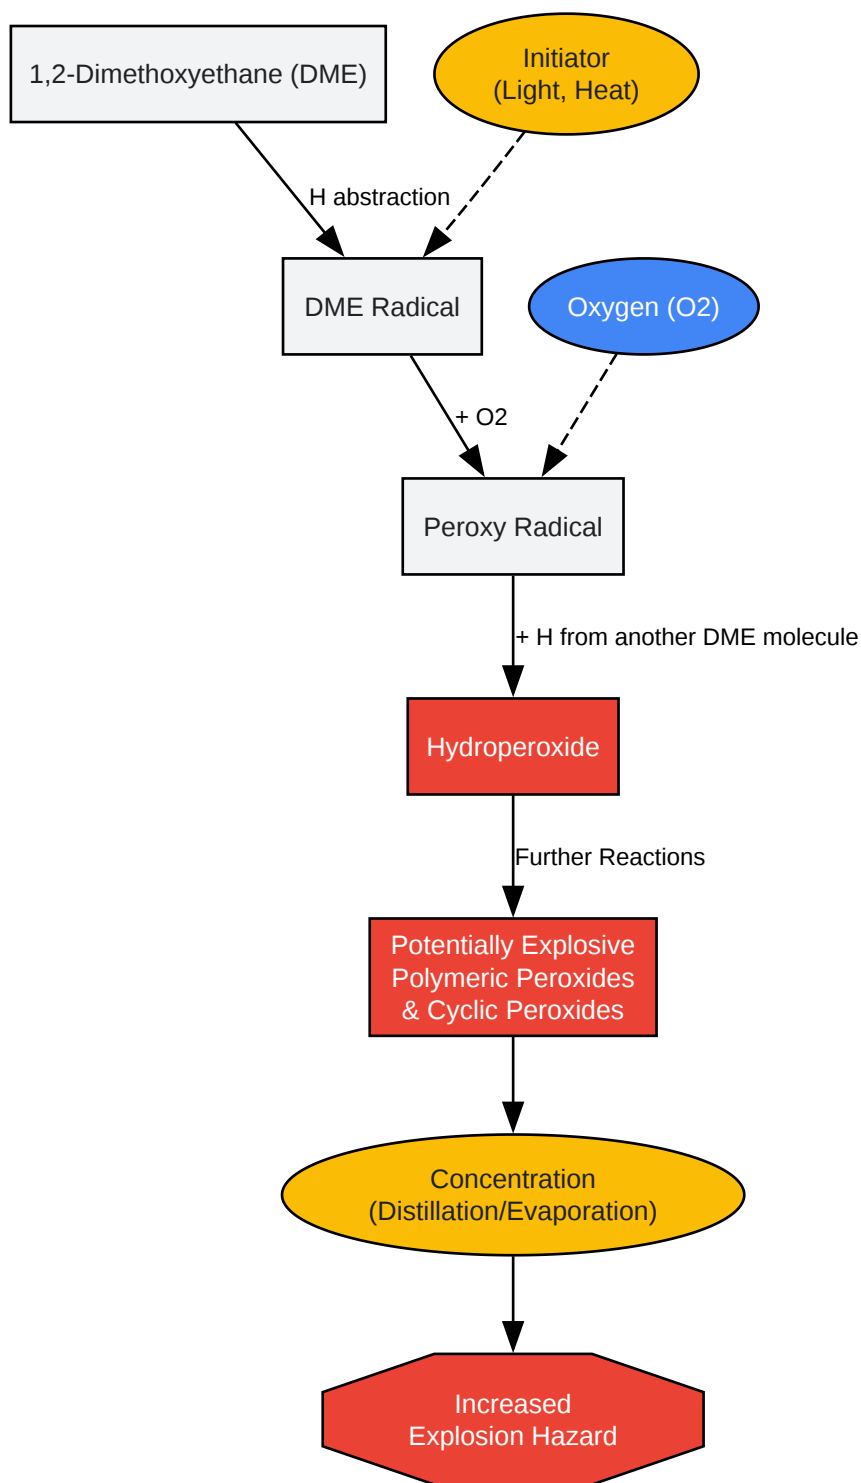 1,2-Dimethoxyethane (DME)
Initiator
(Light, Heat)
H abstraction
DME Radical
Oxygen (O2)
+ O2
Peroxy Radical
+ H from another DME molecule
Hydroperoxide
Further Reactions
Potentially Explosive
Polymeric Peroxides
& Cyclic Peroxides
Concentration
(Distillation/Evaporation)
Increased
Explosion Hazard